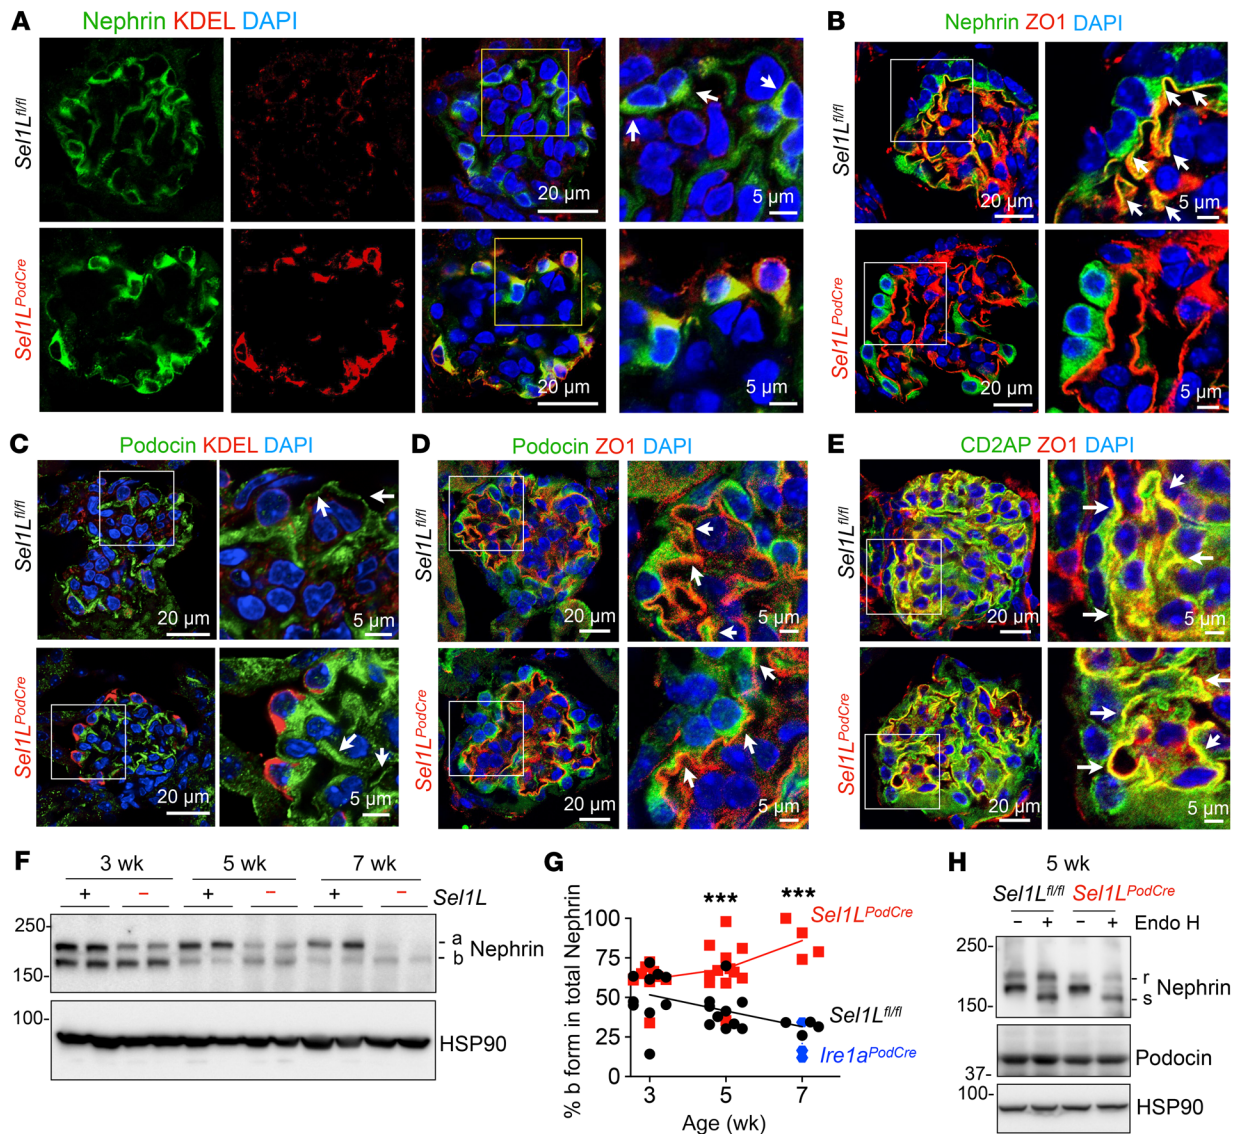 A
Nephrin KDEL DAPI
Sel1L^fl/fl
20 µm
5 µm
Sel1L^PodCre
20 µm
5 µm
B
Nephrin ZO1 DAPI
Sel1L^fl/fl
20 µm
5 µm
Sel1L^PodCre
20 µm
5 µm
C
Podocin KDEL DAPI
Sel1L^fl/fl
20 µm
5 µm
Sel1L^PodCre
20 µm
5 µm
D
Podocin ZO1 DAPI
Sel1L^fl/fl
20 µm
5 µm
Sel1L^PodCre
20 µm
5 µm
E
CD2AP ZO1 DAPI
Sel1L^fl/fl
20 µm
5 µm
Sel1L^PodCre
20 µm
5 µm
F
3 wk 5 wk 7 wk
+ − + − + − Sel1L
250-
- a
Nephrin
- b
150-
100-
HSP90
G
*** ***
100
75
50
25
0
% b form in total Nephrin
Sel1L^PodCre
Sel1L^fl/fl
Ire1a^PodCre
3 5 7
Age (wk)
H
5 wk
Sel1L^fl/fl Sel1L^PodCre
− + − + Endo H
250-
- r
Nephrin
- s
150-
Podocin
37-
100-
HSP90